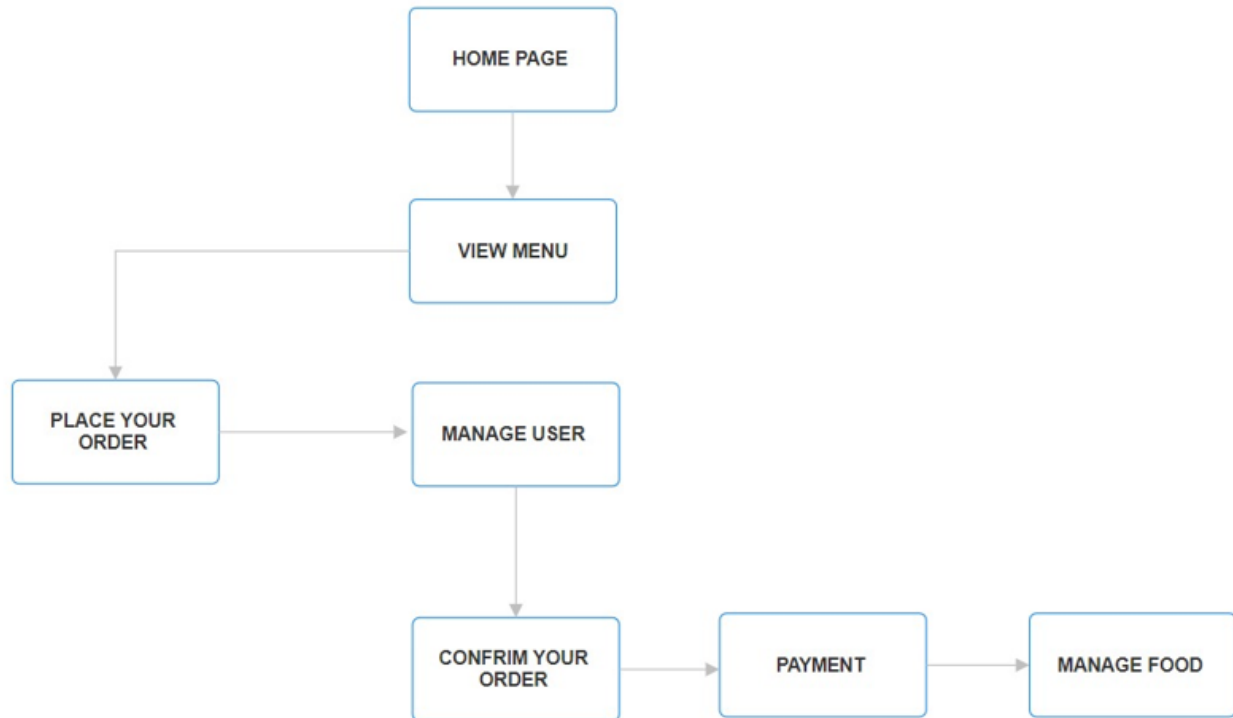 HOME PAGE
VIEW MENU
PLACE YOUR
ORDER
MANAGE USER
CONFRIM YOUR
ORDER
PAYMENT
MANAGE FOOD